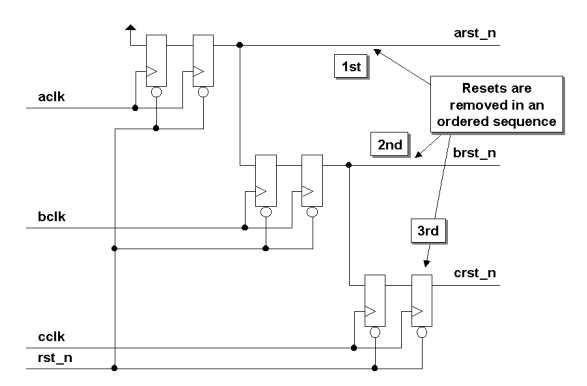 arst_n
1st
aclk
Resets are
removed in an
ordered sequence
2nd
brst_n
bclk
3rd
crst_n
cclk
rst_n